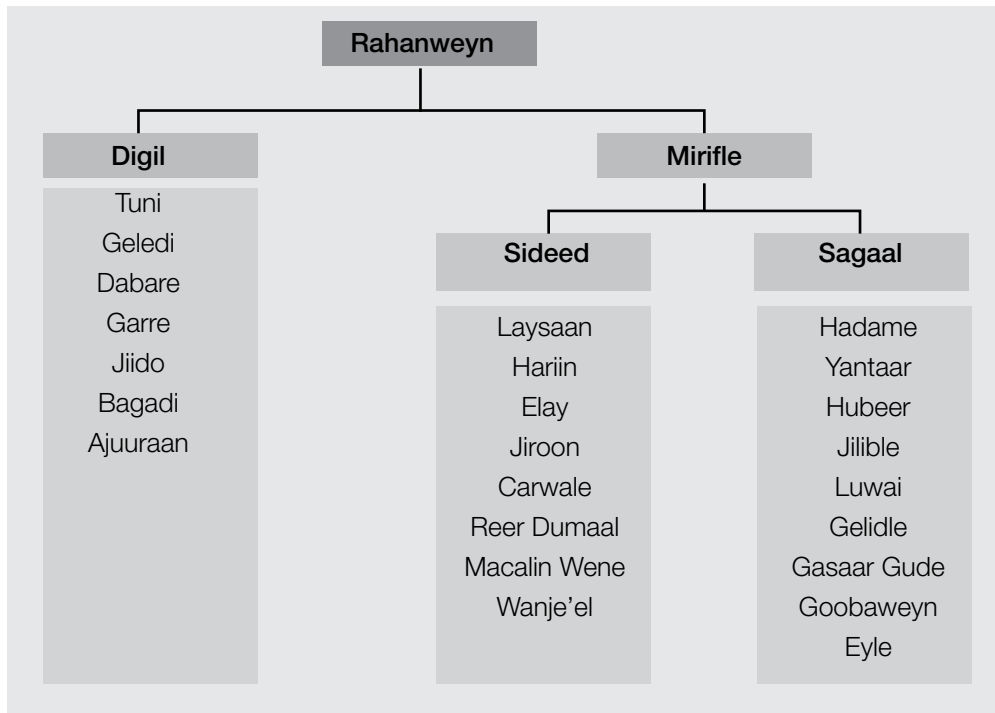 Rahanweyn
Digil
Tuni
Geledi
Dabare
Garre
Jiido
Bagadi
Ajuuraan
Mirifle
Sideed
Laysaan
Hariin
Elay
Jiroon
Carwale
Reer Dumaal
Macalin Wene
Wanje’el
Sagaal
Hadame
Yantaar
Hubeer
Jilible
Luwai
Gelidle
Gasaar Gude
Goobaweyn
Eyle